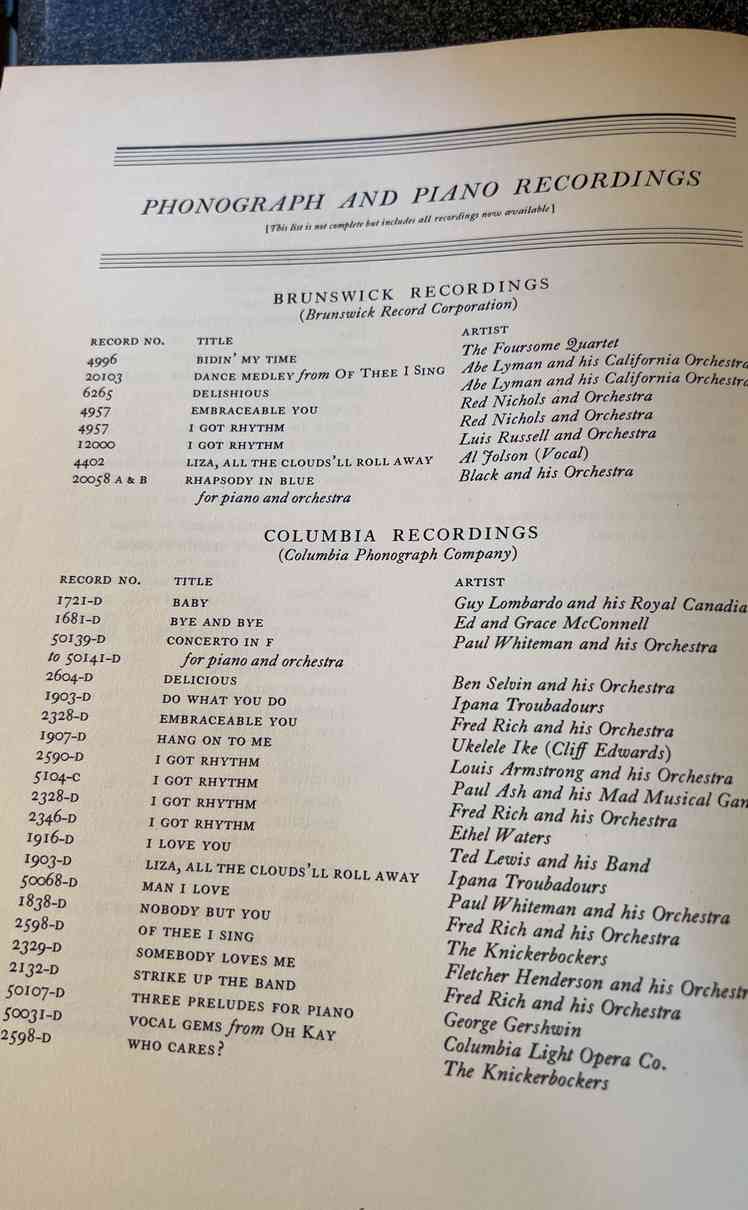 PHONOGRAPH AND PIANO RECORDINGS
[This list is not complete but includes all recordings now available]
BRUNSWICK RECORDINGS
(Brunswick Record Corporation)
RECORD NO. TITLE ARTIST
4996 BIDIN' MY TIME The Foursome Quartet
20103 DANCE MEDLEY from OF THEE I SING Abe Lyman and his California Orchestra
6265 DELISHIOUS Abe Lyman and his California Orchestra
4957 EMBRACEABLE YOU Red Nichols and Orchestra
4957 I GOT RHYTHM Red Nichols and Orchestra
12000 I GOT RHYTHM Luis Russell and Orchestra
4402 LIZA, ALL THE CLOUDS'LL ROLL AWAY Al Jolson (Vocal)
20058 A & B RHAPSODY IN BLUE Black and his Orchestra
for piano and orchestra
COLUMBIA RECORDINGS
(Columbia Phonograph Company)
RECORD NO. TITLE ARTIST
1721-D BABY Guy Lombardo and his Royal Canadia
1681-D BYE AND BYE Ed and Grace McConnell
50139-D CONCERTO IN F Paul Whiteman and his Orchestra
to 50141-D for piano and orchestra
2604-D DELICIOUS Ben Selvin and his Orchestra
1903-D DO WHAT YOU DO Ipana Troubadours
2328-D EMBRACEABLE YOU Fred Rich and his Orchestra
1907-D HANG ON TO ME Ukelele Ike (Cliff Edwards)
2590-D I GOT RHYTHM Louis Armstrong and his Orchestra
5104-C I GOT RHYTHM Paul Ash and his Mad Musical Gan
2328-D I GOT RHYTHM Fred Rich and his Orchestra
2346-D I GOT RHYTHM Ethel Waters
1916-D I LOVE YOU Ted Lewis and his Band
1903-D LIZA, ALL THE CLOUDS'LL ROLL AWAY Ipana Troubadours
50068-D MAN I LOVE Paul Whiteman and his Orchestra
1838-D NOBODY BUT YOU Fred Rich and his Orchestra
2598-D OF THEE I SING The Knickerbockers
2329-D SOMEBODY LOVES ME Fletcher Henderson and his Orchestr
2132-D STRIKE UP THE BAND Fred Rich and his Orchestra
50107-D THREE PRELUDES FOR PIANO George Gershwin
50031-D VOCAL GEMS from OH KAY Columbia Light Opera Co.
2598-D WHO CARES? The Knickerbockers